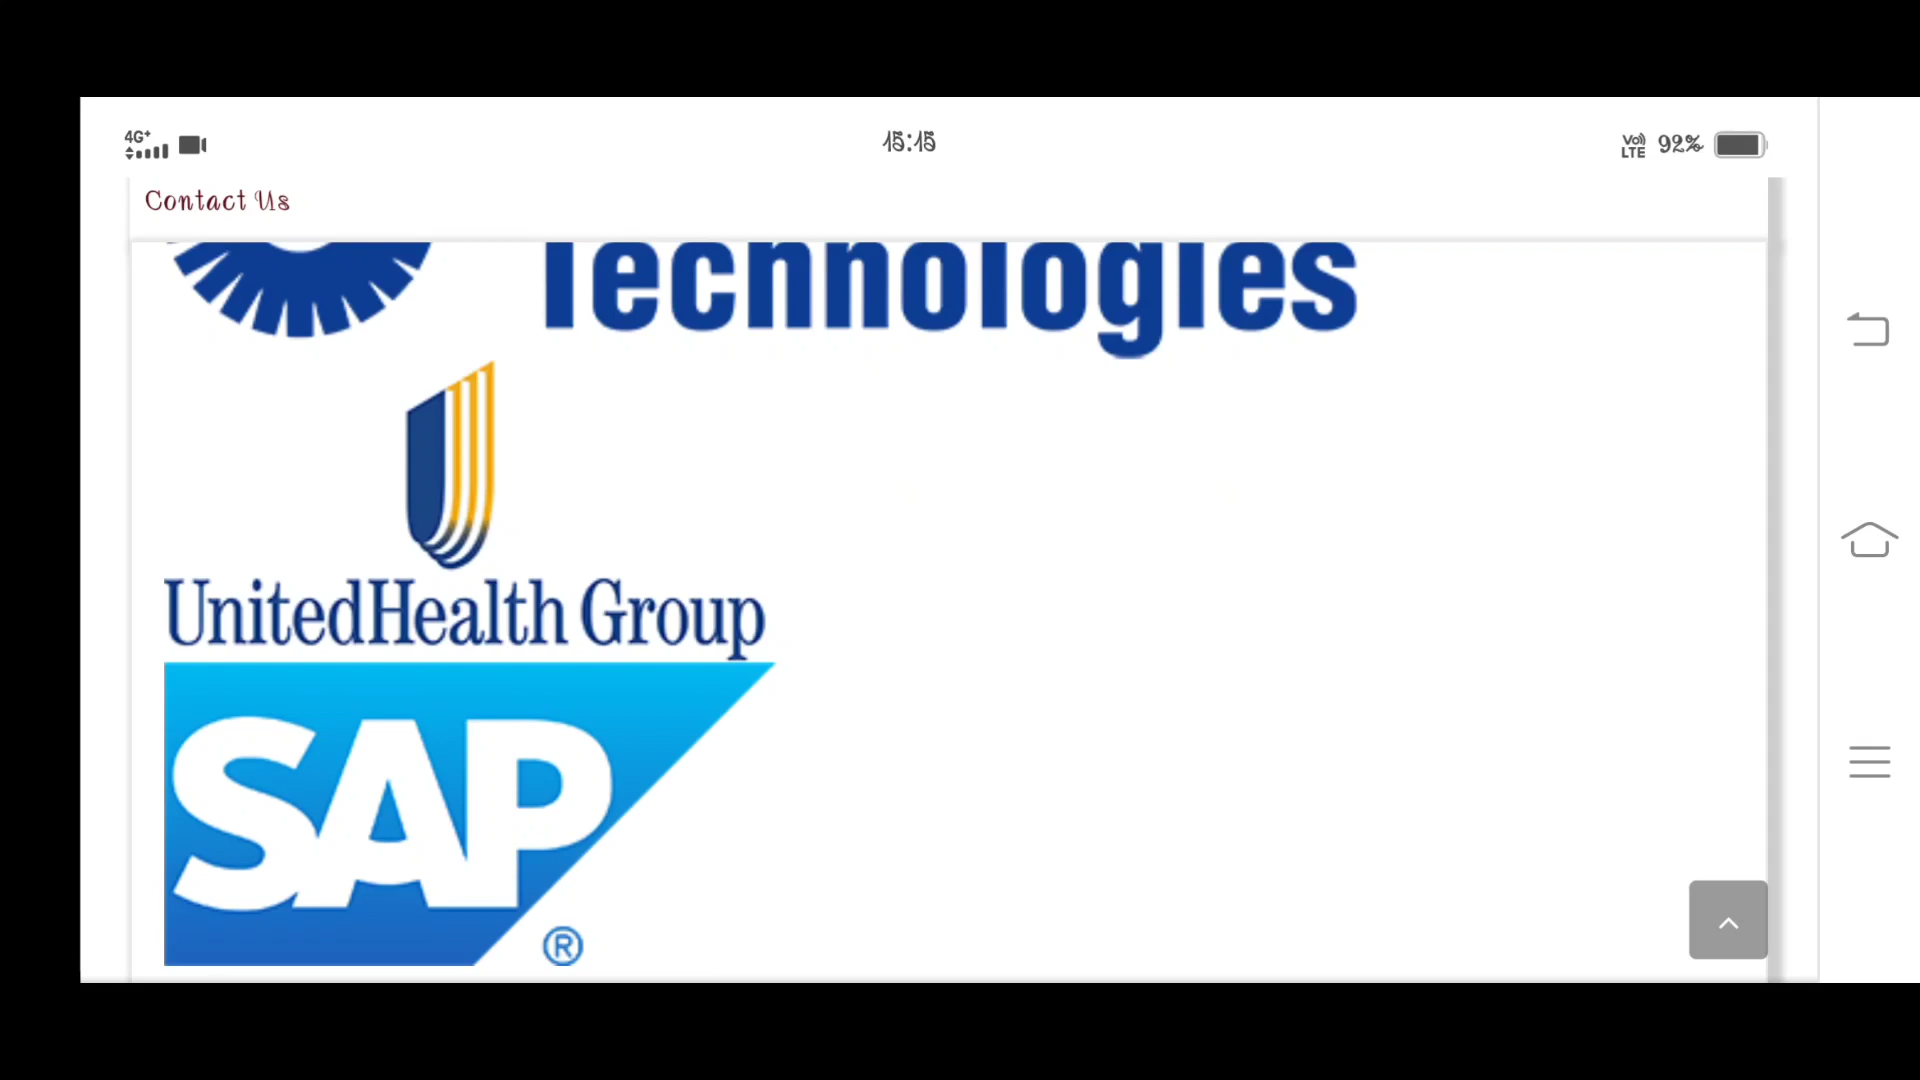 4G+
15:15
Vo)) LTE 92%
Contact Us
Technologies
UnitedHealth Group
SAP
®